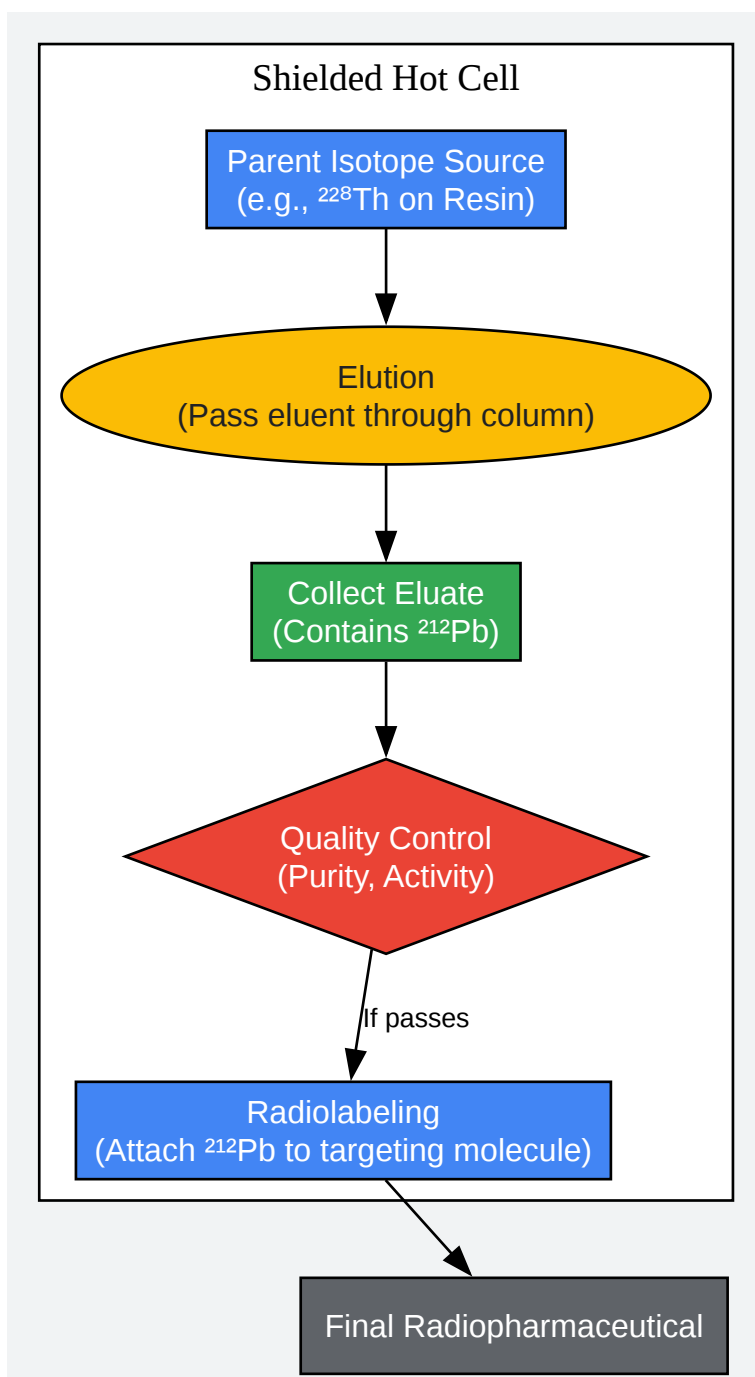 Shielded Hot Cell
Parent Isotope Source
(e.g., ²²⁸Th on Resin)
Elution
(Pass eluent through column)
Collect Eluate
(Contains ²¹²Pb)
Quality Control
(Purity, Activity)
If passes
Radiolabeling
(Attach ²¹²Pb to targeting molecule)
Final Radiopharmaceutical